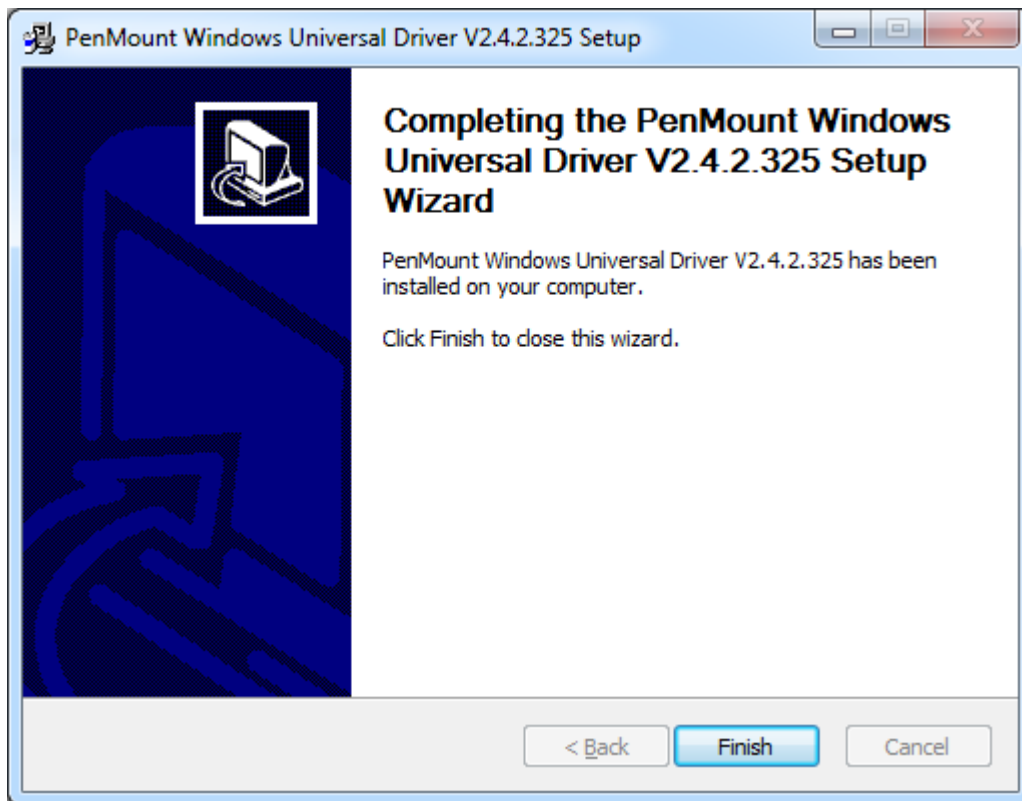 PenMount Windows Universal Driver V2.4.2.325 Setup
Completing the PenMount Windows
Universal Driver V2.4.2.325 Setup
Wizard
PenMount Windows Universal Driver V2.4.2.325 has been
installed on your computer.
Click Finish to close this wizard.
< Back
Finish
Cancel